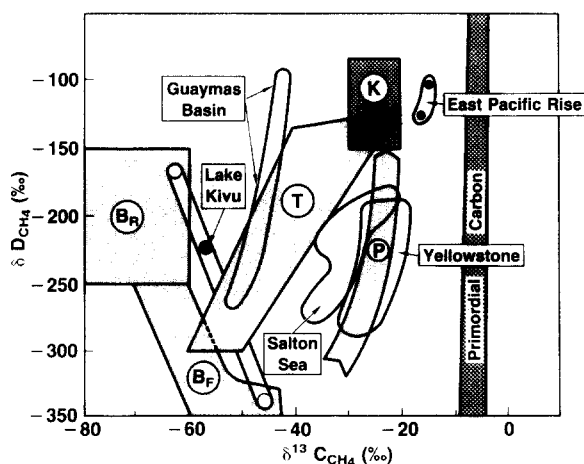 δ D_CH4 (‰)
-100
-150
-200
-250
-300
-350
Guaymas
Basin
K
East Pacific Rise
Lake
Kivu
B_R
T
P
Yellowstone
Salton
Sea
B_F
Primordial Carbon
-80
-60
-40
-20
0
δ¹³ C_CH4 (‰)